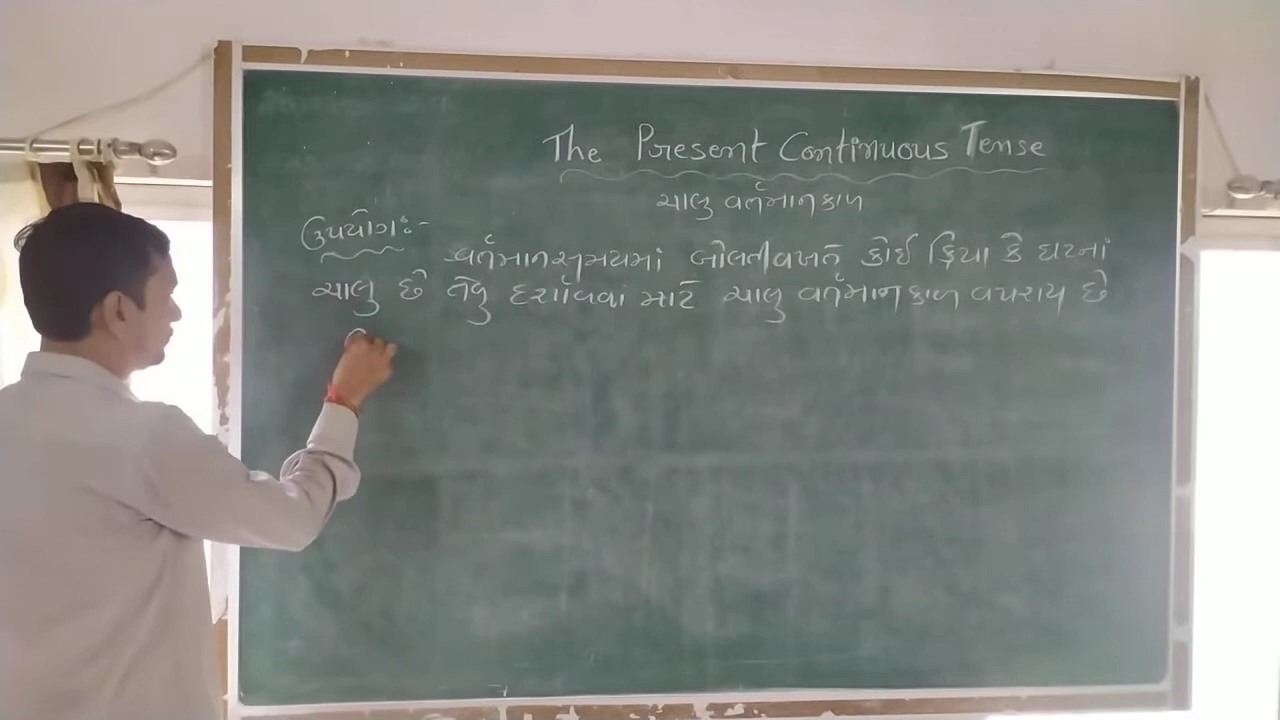 The Present Continuous Tense
ચાલુ વર્તમાનકાળ
ઉપયોગઃ-
વર્તમાનસમયમાં બોલતીવખતે કોઈ ક્રિયા કે ઘટનાં
ચાલુ છે તેવુ દર્શાવવાં માટે ચાલુ વર્તમાનકાળ વપરાય છે